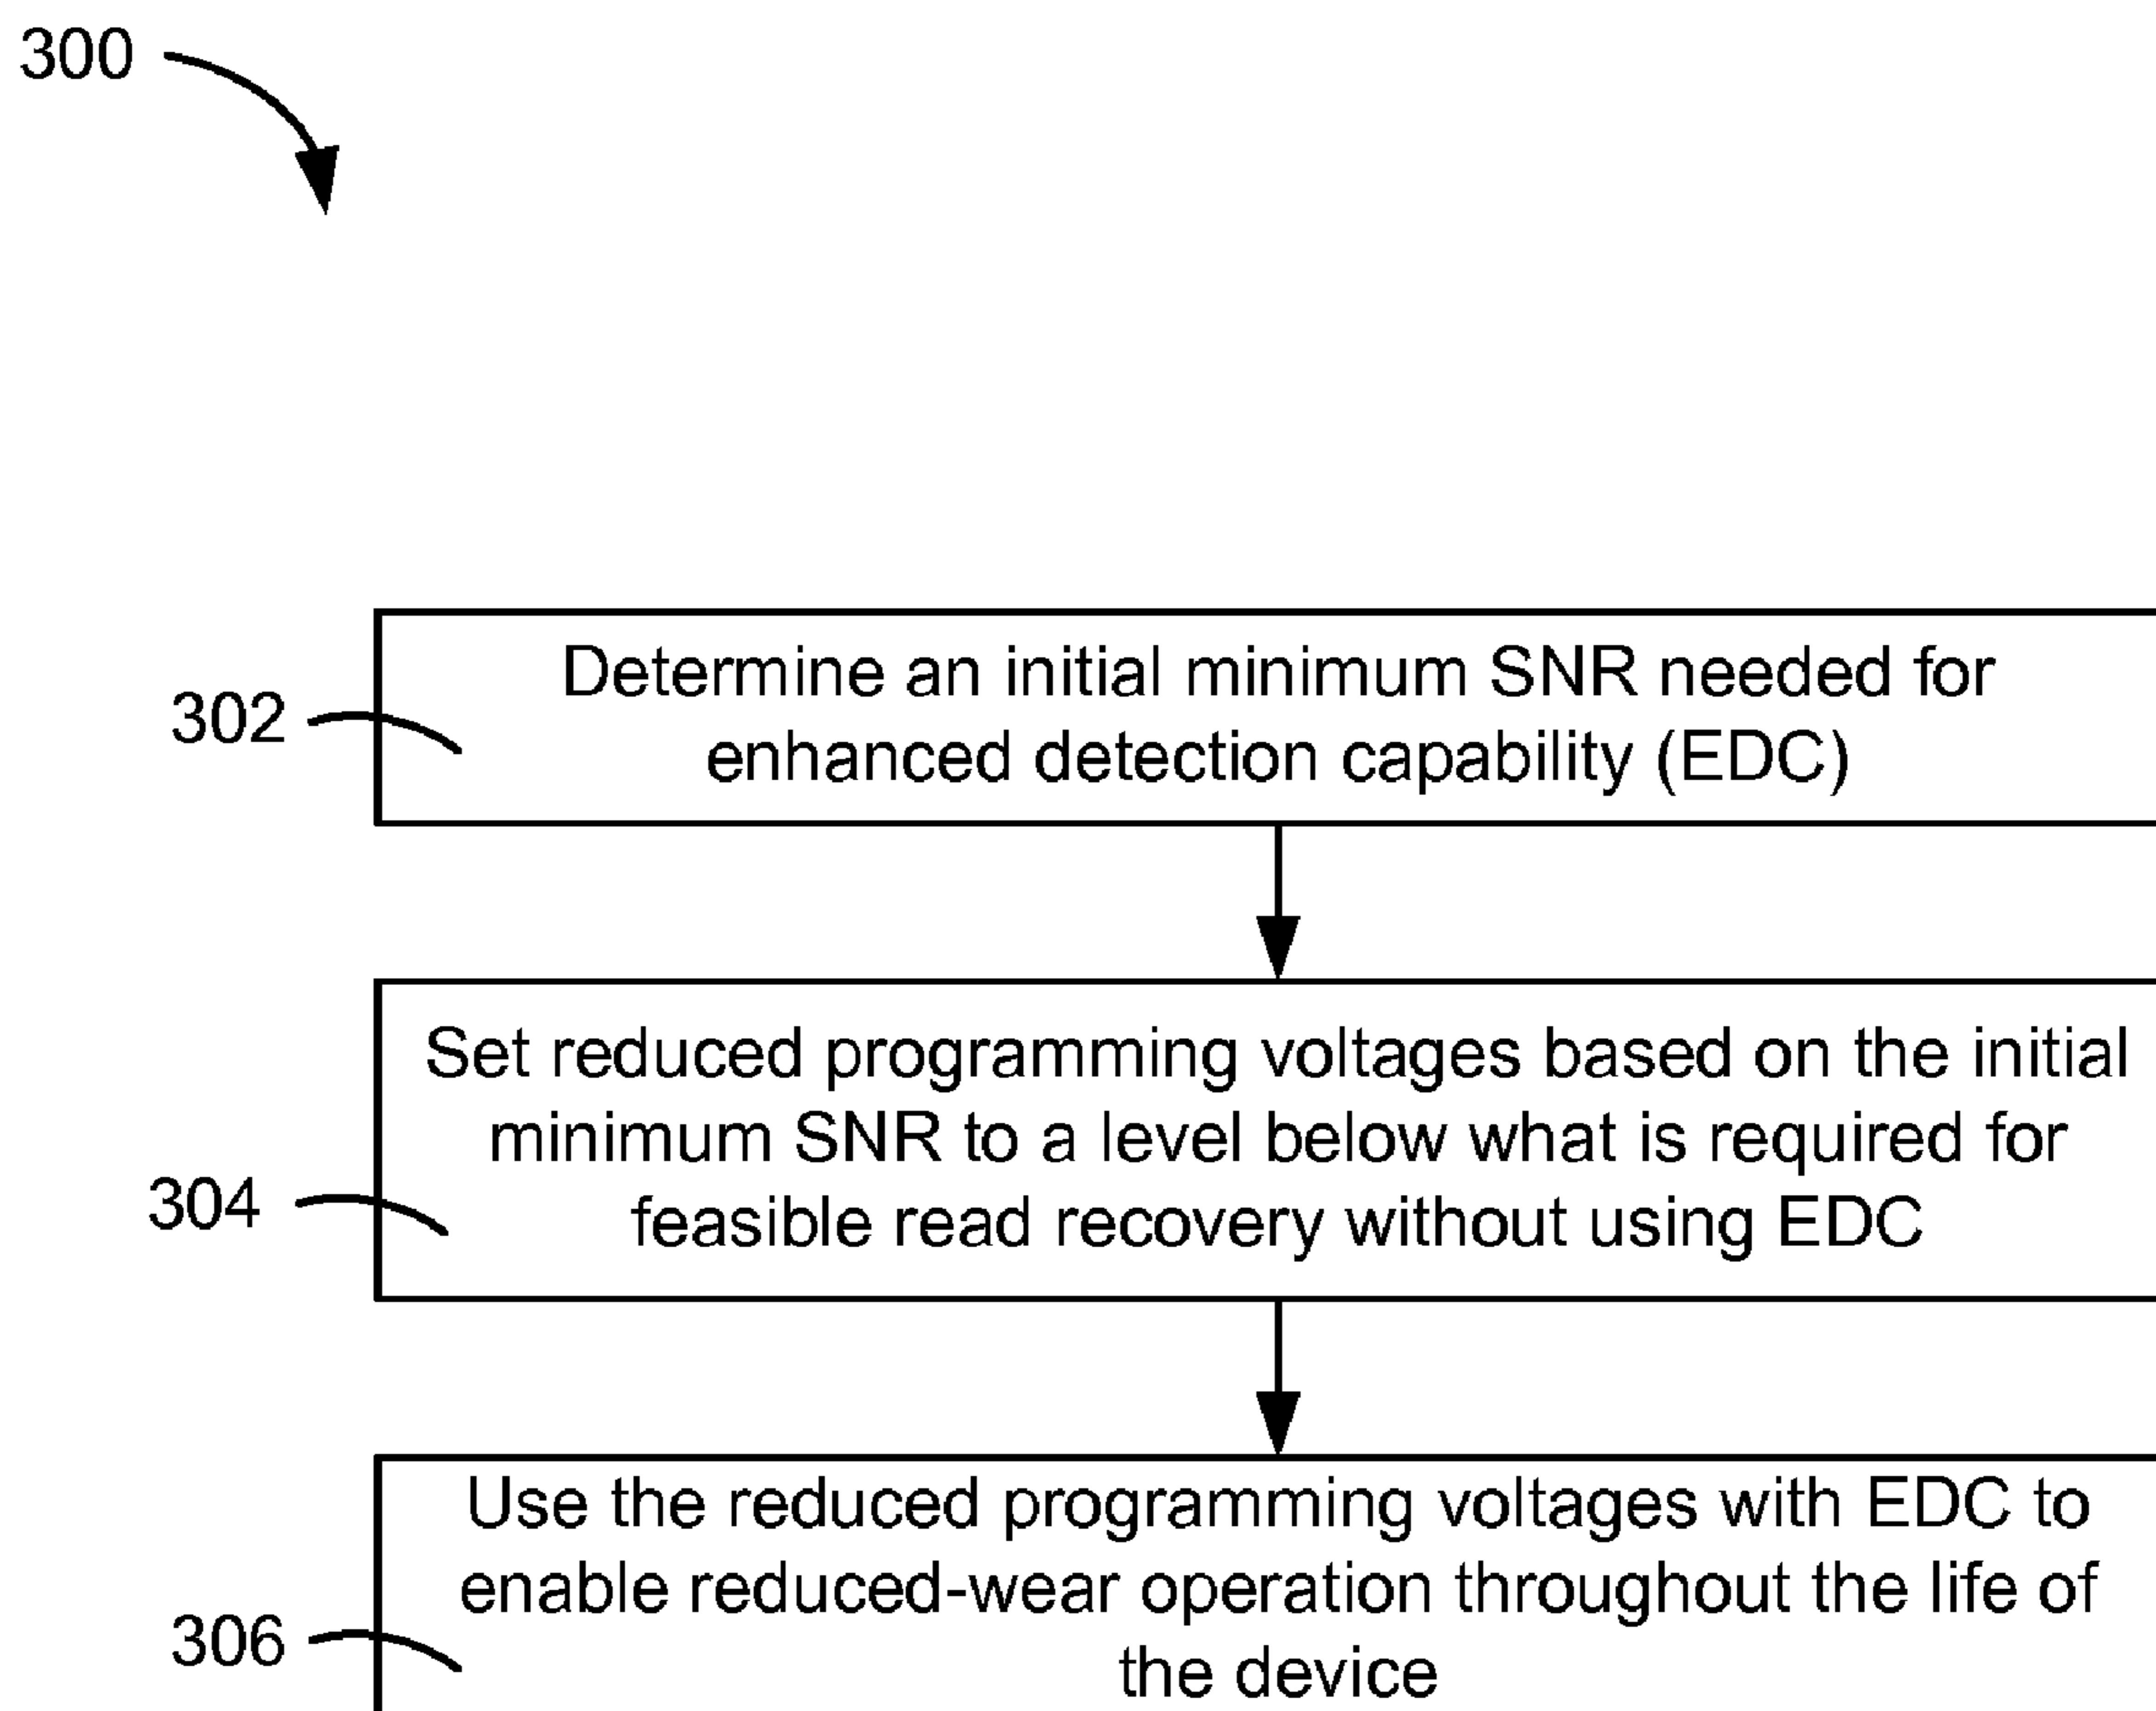 300
302
Determine an initial minimum SNR needed for
enhanced detection capability (EDC)
304
Set reduced programming voltages based on the initial
minimum SNR to a level below what is required for
feasible read recovery without using EDC
306
Use the reduced programming voltages with EDC to
enable reduced-wear operation throughout the life of
the device